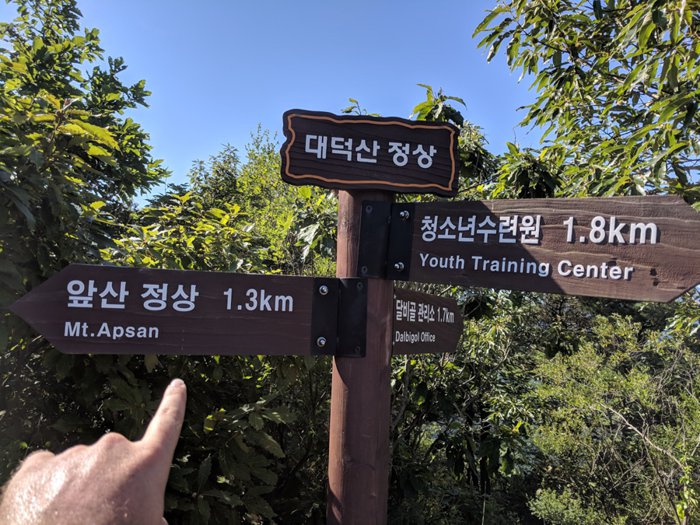 대덕산 정상
청소년수련원 1.8km
Youth Training Center
앞산 정상 1.3km
Mt.Apsan
달비골 관리소 1.7km
Dalbigol Office